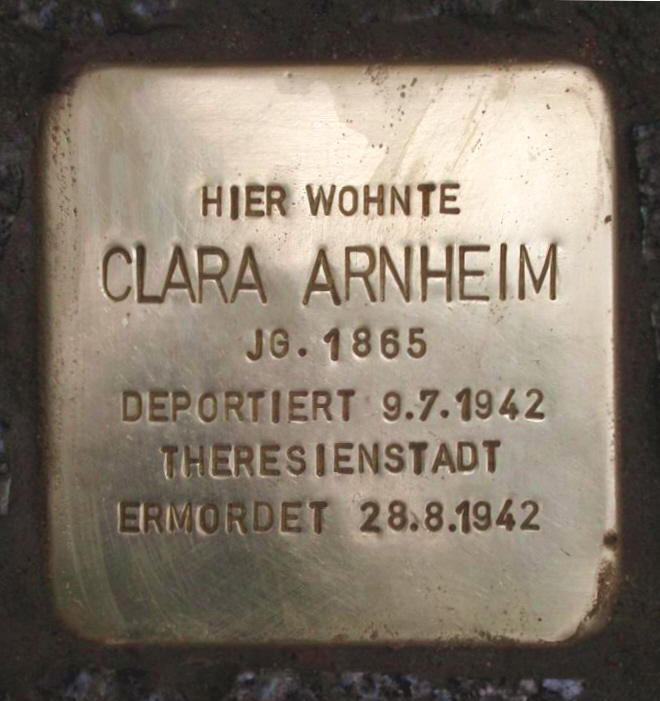 HIER WOHNTE
CLARA ARNHEIM
JG. 1865
DEPORTIERT 9.7.1942
THERESIENSTADT
ERMORDET 28.8.1942